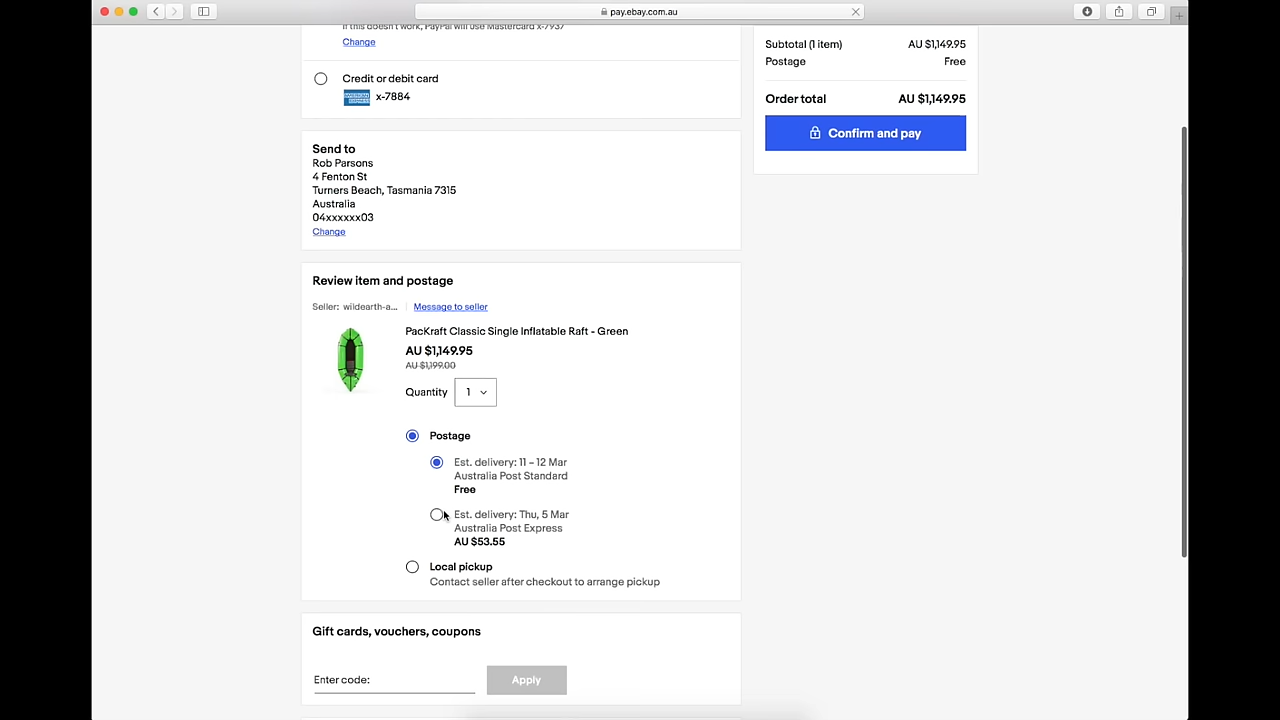 pay.ebay.com.au
If this doesn't work, PayPal will use Mastercard x-7937
Change
Credit or debit card
AMERICAN EXPRESS
x-7884
Send to
Rob Parsons
4 Fenton St
Turners Beach, Tasmania 7315
Australia
04xxxxxx03
Change
Review item and postage
Seller: wildearth-a... Message to seller
PacKraft Classic Single Inflatable Raft - Green
AU $1,149.95
AU $1,199.00
Quantity 1
Postage
Est. delivery: 11 – 12 Mar
Australia Post Standard
Free
Est. delivery: Thu, 5 Mar
Australia Post Express
AU $53.55
Local pickup
Contact seller after checkout to arrange pickup
Gift cards, vouchers, coupons
Enter code: Apply
Subtotal (1 item) AU $1,149.95
Postage Free
Order total AU $1,149.95
Confirm and pay